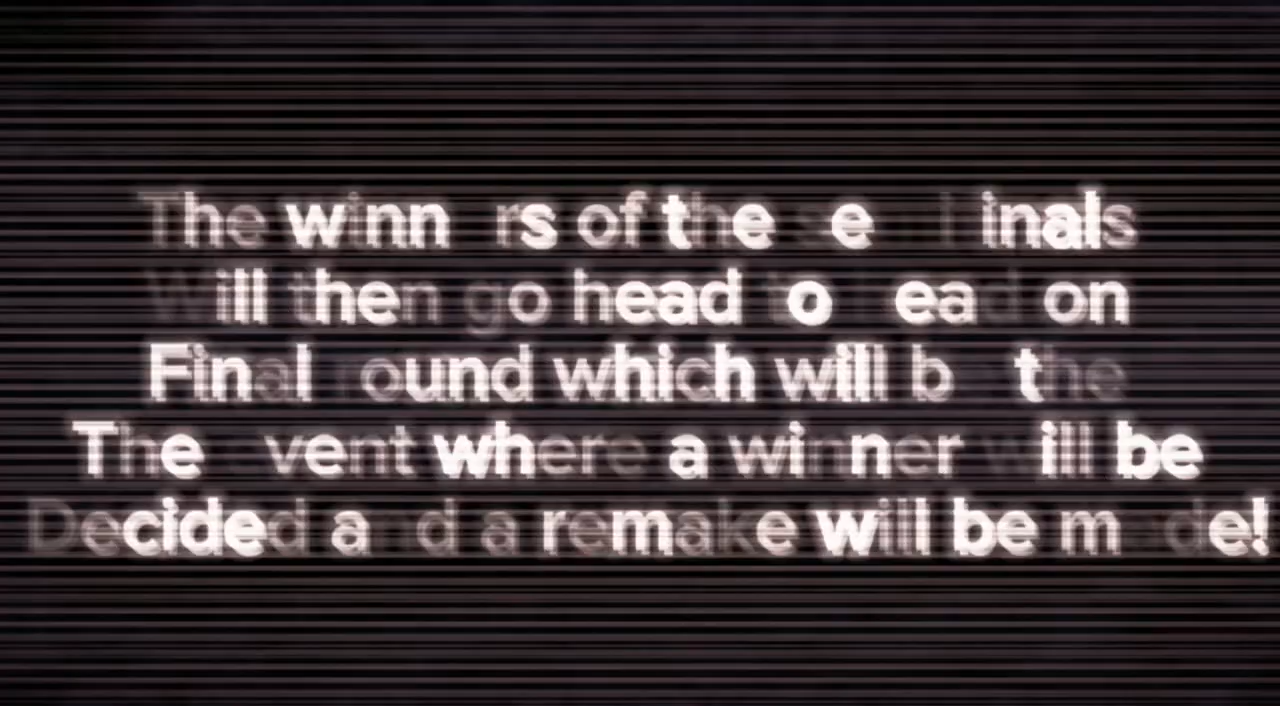 The winners of the semi finals
Will then go head to head on
Final round which will be the
The event where a winner will be
Decided and a remake will be made!